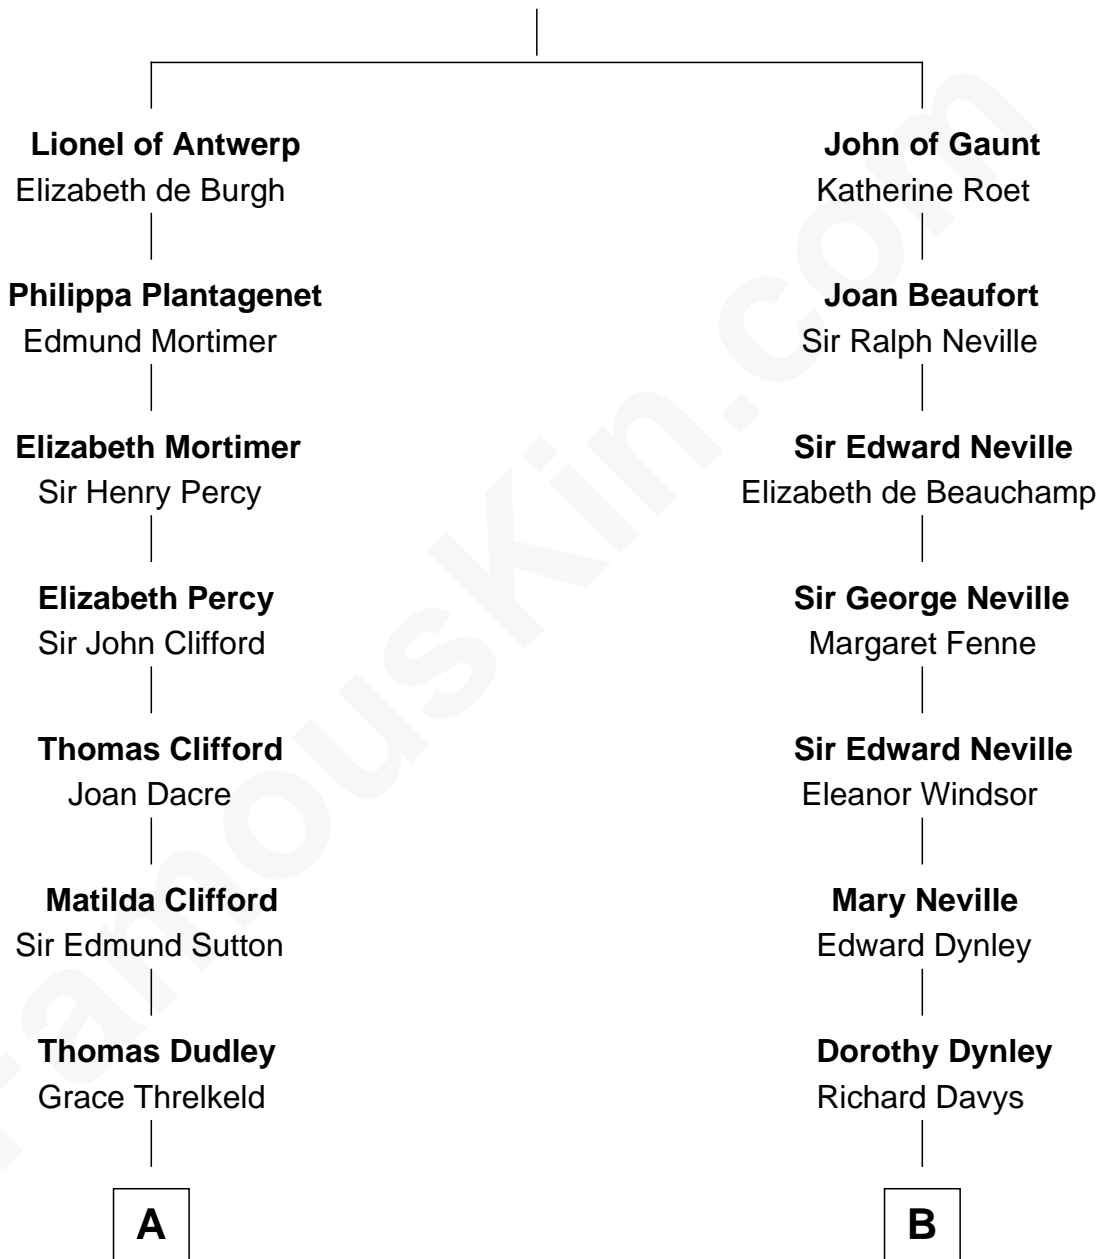 Lionel of Antwerp
Elizabeth de Burgh
Philippa Plantagenet
Edmund Mortimer
Elizabeth Mortimer
Sir Henry Percy
Elizabeth Percy
Sir John Clifford
Thomas Clifford
Joan Dacre
Matilda Clifford
Sir Edmund Sutton
Thomas Dudley
Grace Threlkeld
A
John of Gaunt
Katherine Roet
Joan Beaufort
Sir Ralph Neville
Sir Edward Neville
Elizabeth de Beauchamp
Sir George Neville
Margaret Fenne
Sir Edward Neville
Eleanor Windsor
Mary Neville
Edward Dynley
Dorothy Dynley
Richard Davys
B
FamousKin.com